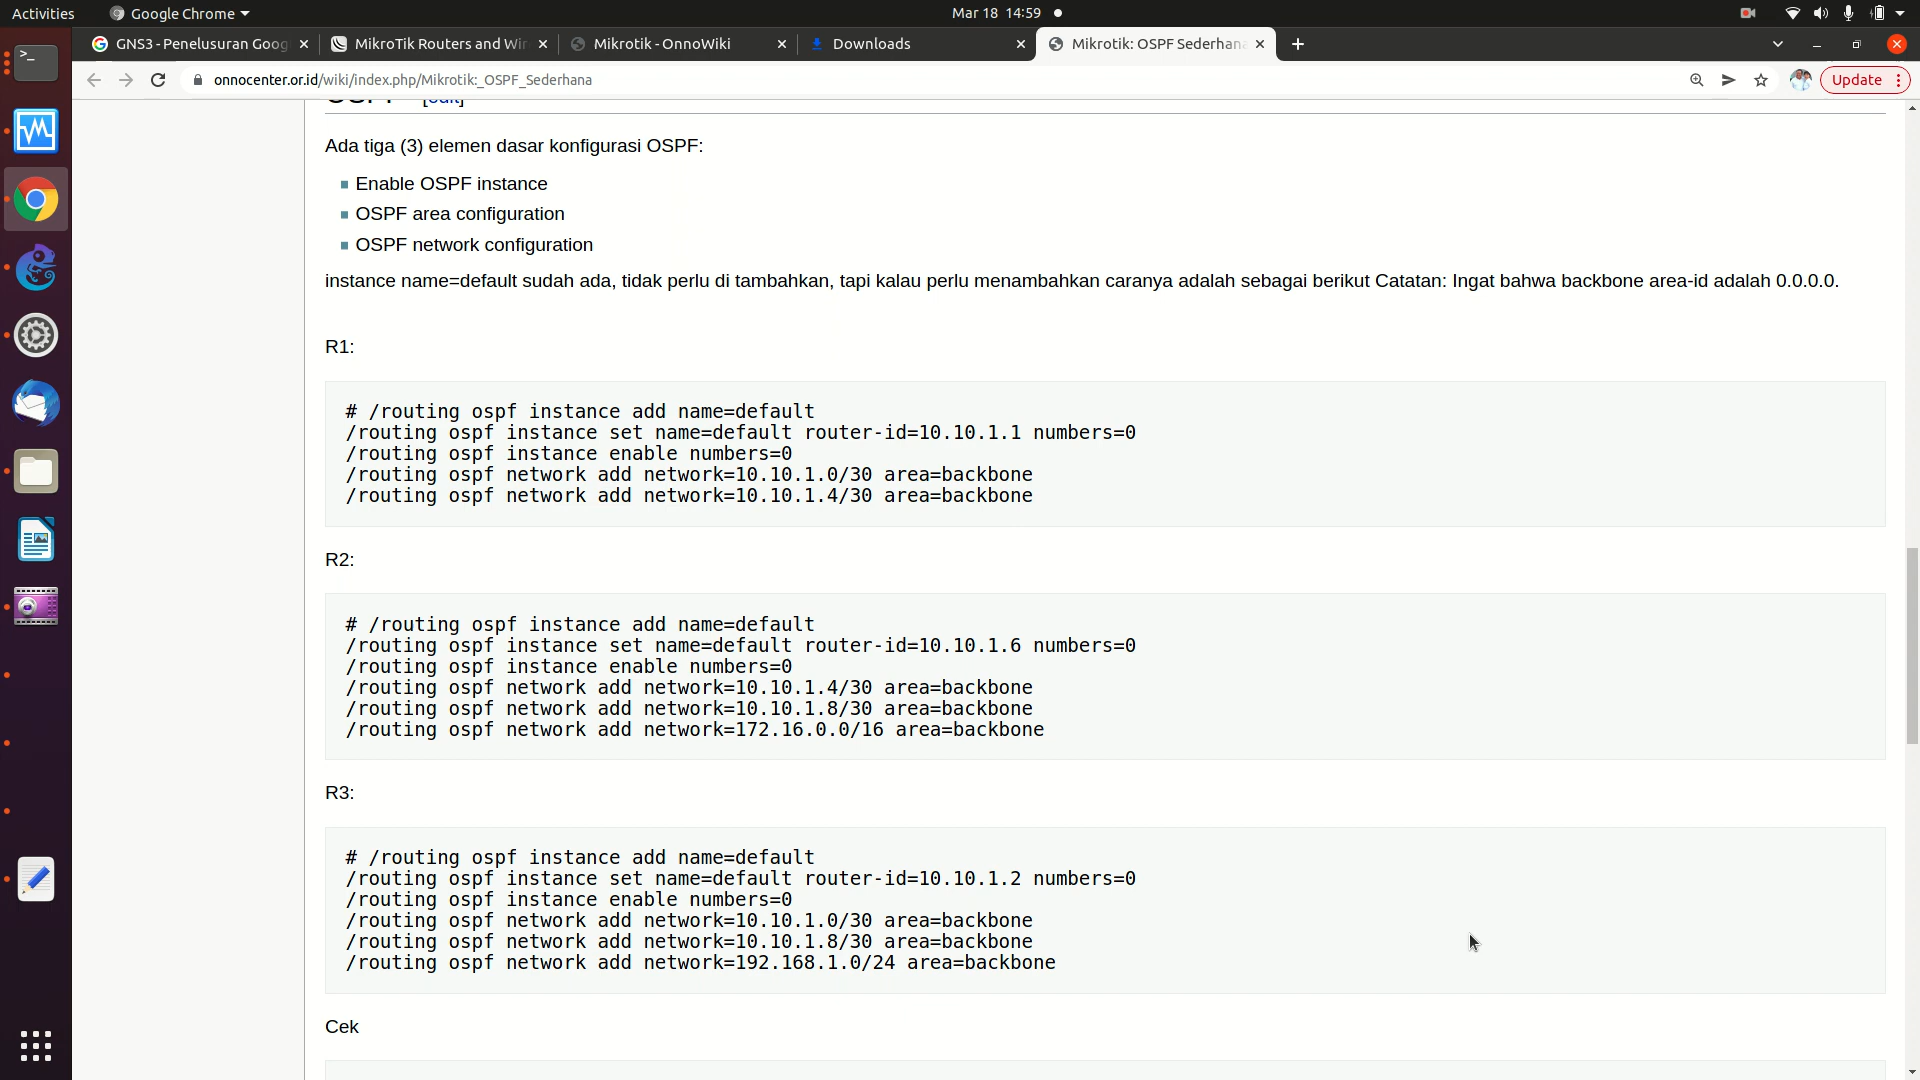 Activities
Google Chrome
Mar 18 14:59
GNS3 - Penelusuran Goog
MikroTik Routers and Wir
Mikrotik - OnnoWiki
Downloads
Mikrotik: OSPF Sederhana
onnocenter.or.id/wiki/index.php/Mikrotik:_OSPF_Sederhana
Update
OSPF [edit]
Ada tiga (3) elemen dasar konfigurasi OSPF:
Enable OSPF instance
OSPF area configuration
OSPF network configuration
instance name=default sudah ada, tidak perlu di tambahkan, tapi kalau perlu menambahkan caranya adalah sebagai berikut Catatan: Ingat bahwa backbone area-id adalah 0.0.0.0.
R1:
# /routing ospf instance add name=default
/routing ospf instance set name=default router-id=10.10.1.1 numbers=0
/routing ospf instance enable numbers=0
/routing ospf network add network=10.10.1.0/30 area=backbone
/routing ospf network add network=10.10.1.4/30 area=backbone
R2:
# /routing ospf instance add name=default
/routing ospf instance set name=default router-id=10.10.1.6 numbers=0
/routing ospf instance enable numbers=0
/routing ospf network add network=10.10.1.4/30 area=backbone
/routing ospf network add network=10.10.1.8/30 area=backbone
/routing ospf network add network=172.16.0.0/16 area=backbone
R3:
# /routing ospf instance add name=default
/routing ospf instance set name=default router-id=10.10.1.2 numbers=0
/routing ospf instance enable numbers=0
/routing ospf network add network=10.10.1.0/30 area=backbone
/routing ospf network add network=10.10.1.8/30 area=backbone
/routing ospf network add network=192.168.1.0/24 area=backbone
Cek